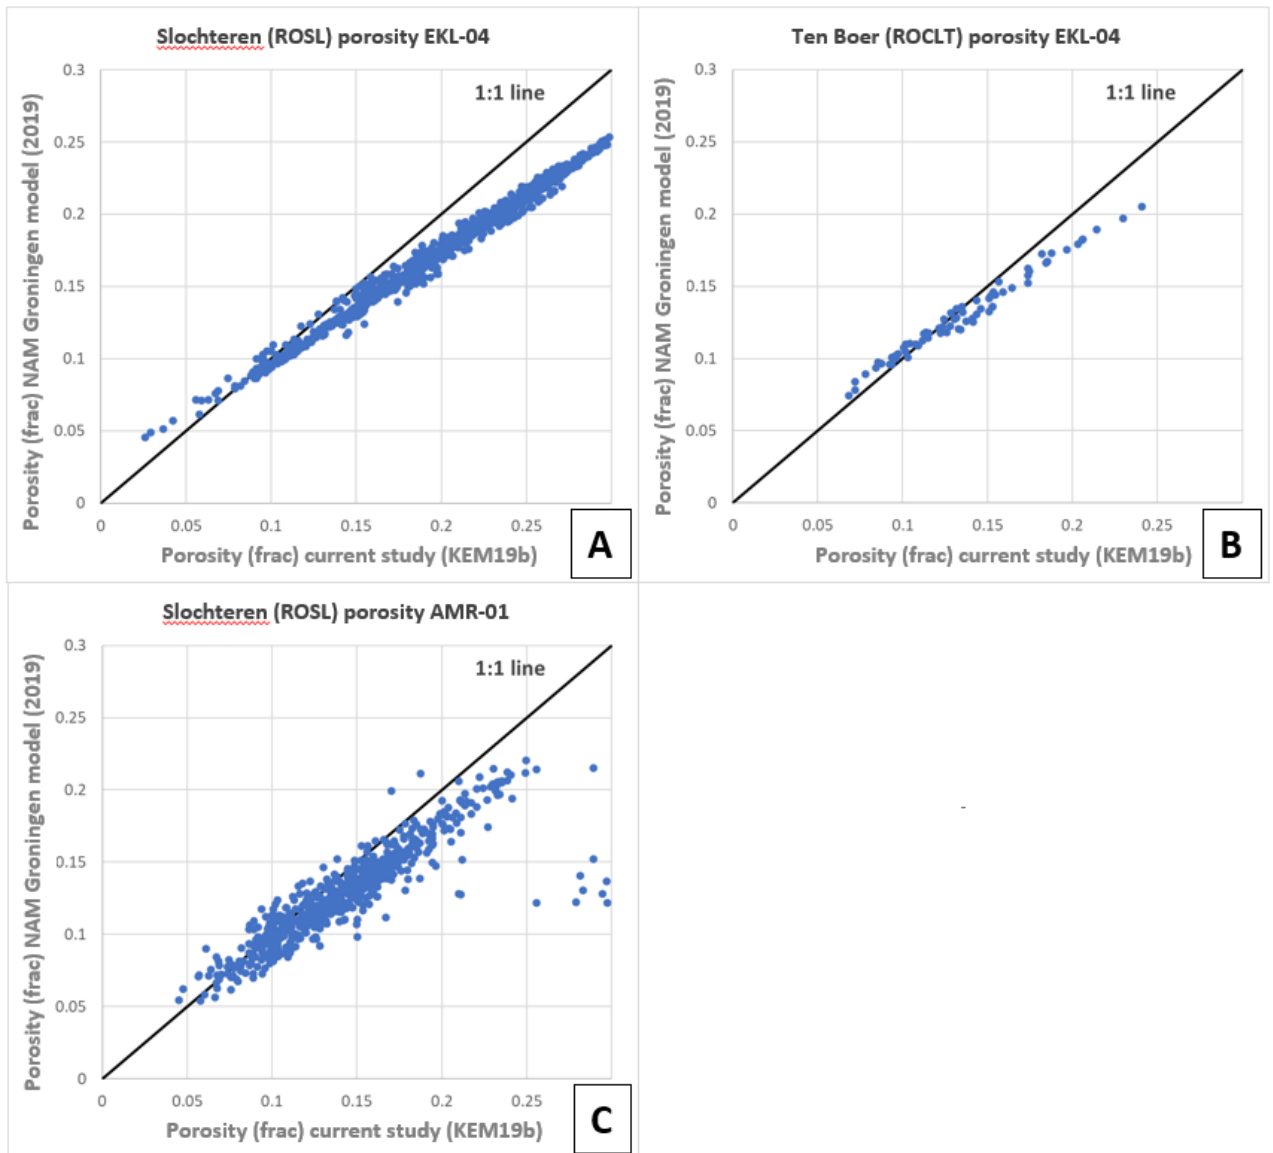 Slochteren (ROSL) porosity EKL-04
0.3
1:1 line
0.25
0.2
0.15
0.1
0.05
0
Porosity (frac) NAM Groningen model (2019)
0
0.05
0.1
0.15
0.2
0.25
Porosity (frac) current study (KEM19b)
A
Ten Boer (ROCLT) porosity EKL-04
0.3
1:1 line
0.25
0.2
0.15
0.1
0.05
0
Porosity (frac) NAM Groningen model (2019)
0
0.05
0.1
0.15
0.2
0.25
Porosity (frac) current study (KEM19b)
B
Slochteren (ROSL) porosity AMR-01
0.3
1:1 line
0.25
0.2
0.15
0.1
0.05
0
Porosity (frac) NAM Groningen model (2019)
0
0.05
0.1
0.15
0.2
0.25
Porosity (frac) current study (KEM19b)
C
-